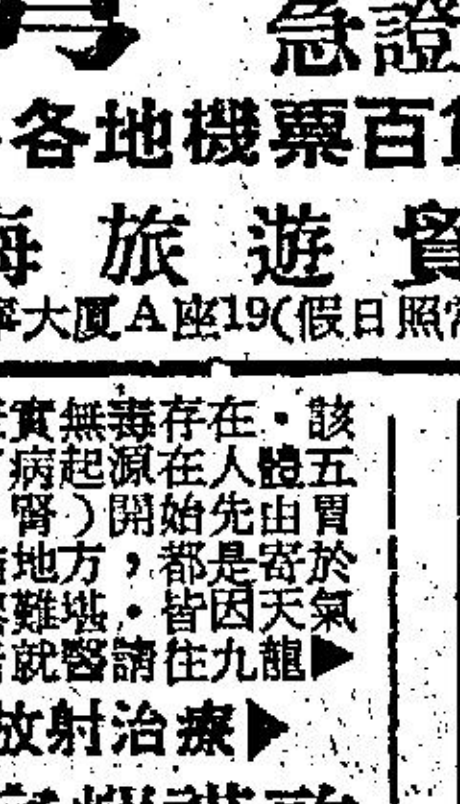 急證
各地機票百
旅遊
大厦A座19(假日照常
實無毒存在·該
病起源在人體五
腎)開始先由胃
地方,都是寄於
難堪·皆因天氣
就醫請往九龍▶
放射治療▶